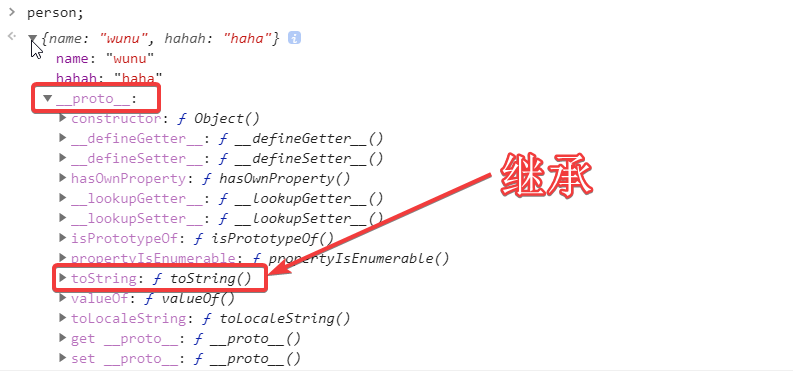 person;
{name: "wunu", hahah: "haha"} i
name: "wunu"
hahah: "haha"
__proto__:
constructor: ƒ Object()
__defineGetter__: ƒ __defineGetter__()
__defineSetter__: ƒ __defineSetter__()
hasOwnProperty: ƒ hasOwnProperty()
__lookupGetter__: ƒ __lookupGetter__()
__lookupSetter__: ƒ __lookupSetter__()
isPrototypeOf: ƒ isPrototypeOf()
propertyIsEnumerable: ƒ propertyIsEnumerable()
toString: ƒ toString()
valueOf: ƒ valueOf()
toLocaleString: ƒ toLocaleString()
get __proto__: ƒ __proto__()
set __proto__: ƒ __proto__()
继承